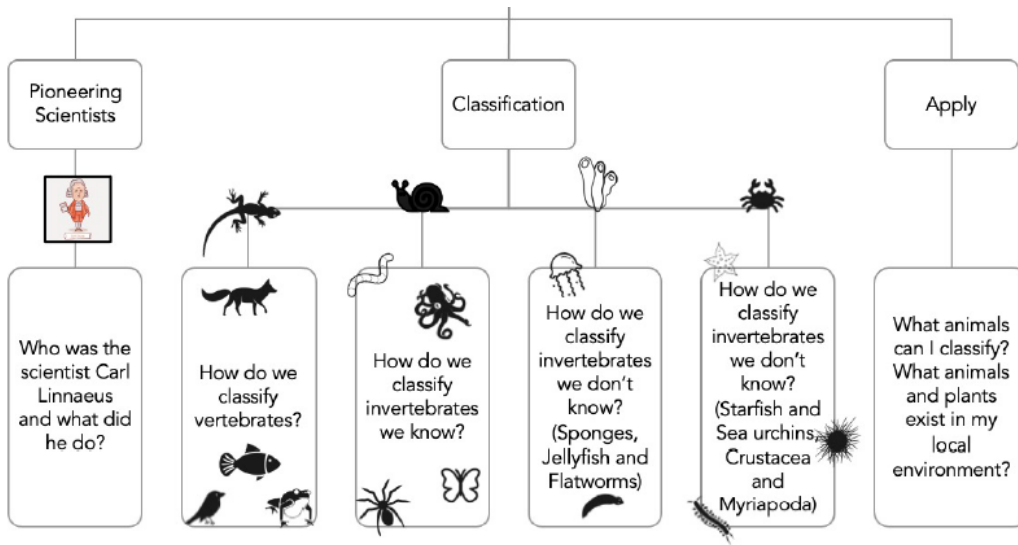 Pioneering
Scientists
Classification
Apply
Who was the
scientist Carl
Linnaeus
and what did
he do?
How do we
classify
vertebrates?
How do we
classify
invertebrates
we know?
How do we
classify
invertebrates
we don't
know?
(Sponges,
Jellyfish and
Flatworms)
How do we
classify
invertebrates
we don't
know?
(Starfish and
Sea urchins,
Crustacea
and
Myriapoda)
What animals
can I classify?
What animals
and plants
exist in my
local
environment?